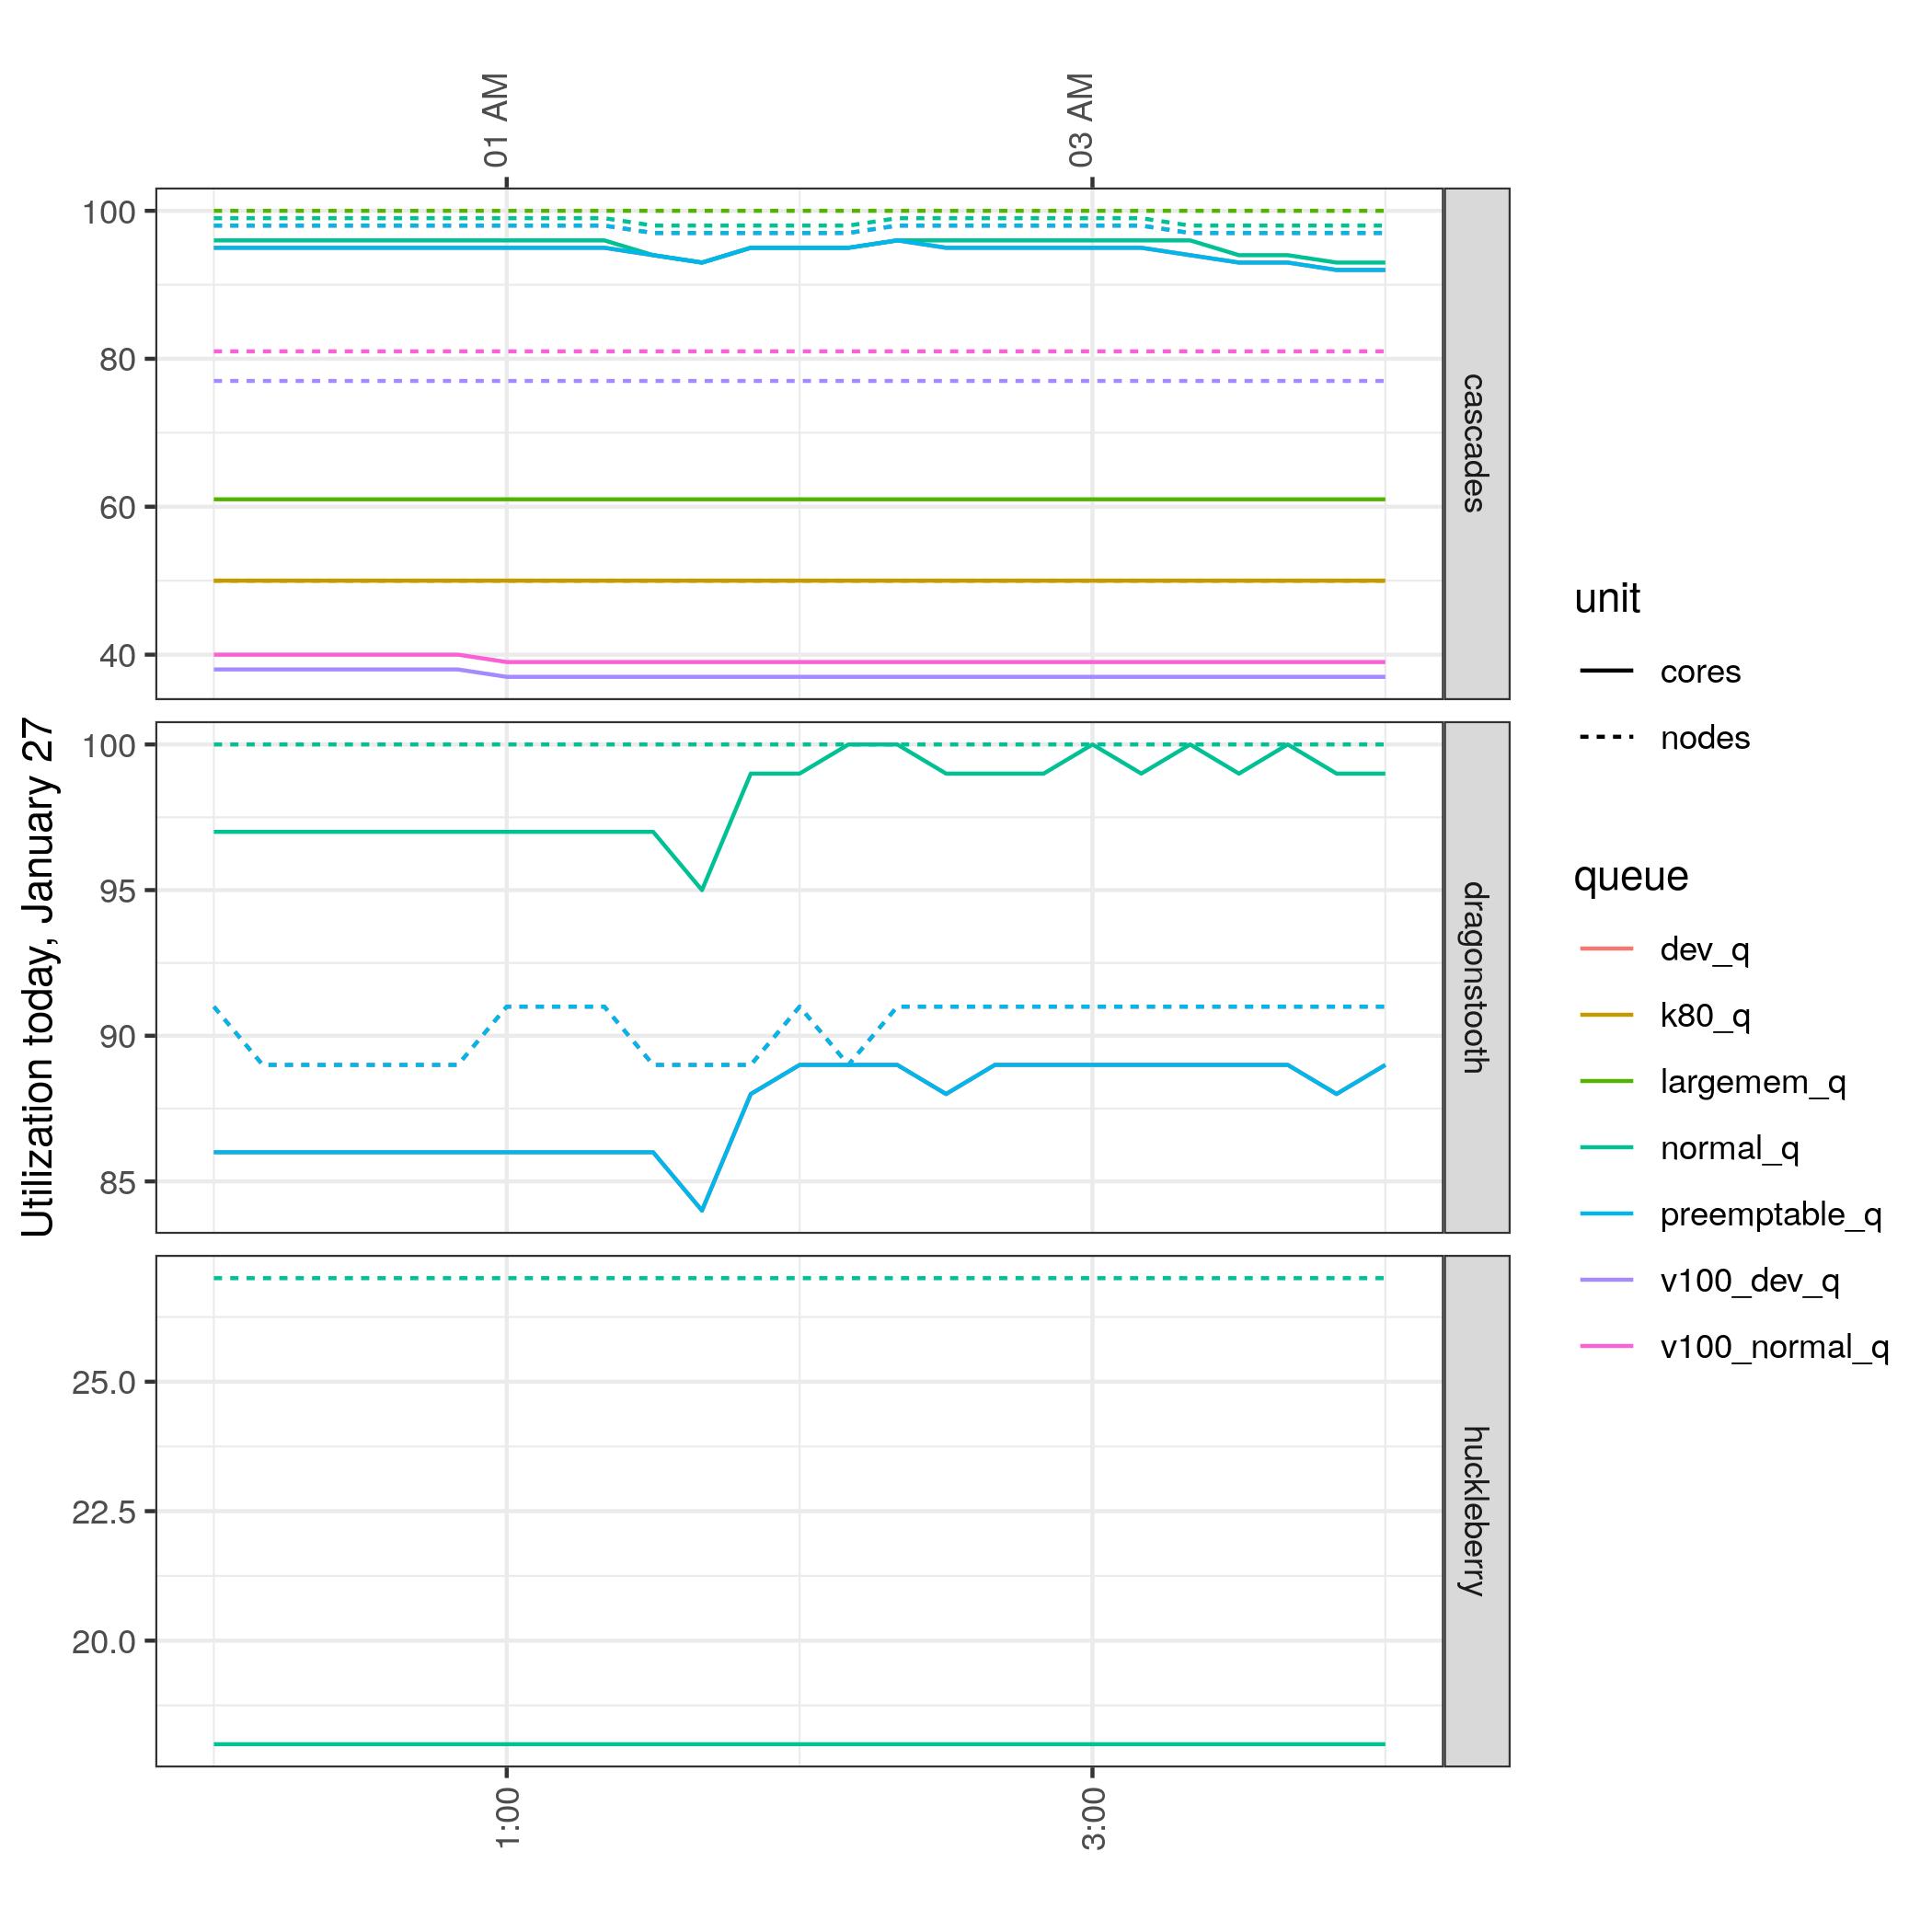 01 AM
03 AM
Utilization today, January 27
100
80
60
40
cascades
100
95
90
85
dragonstooth
25.0
22.5
20.0
huckleberry
1:00
3:00
unit
cores
nodes
queue
dev_q
k80_q
largemem_q
normal_q
preemptable_q
v100_dev_q
v100_normal_q